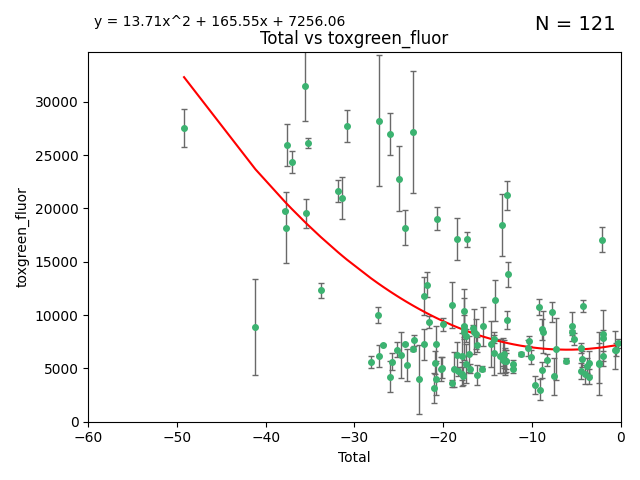 y = 13.71x^2 + 165.55x + 7256.06
N = 121
Total vs toxgreen_fluor
toxgreen_fluor
30000
25000
20000
15000
10000
5000
0
−60
−50
−40
−30
−20
−10
0
Total